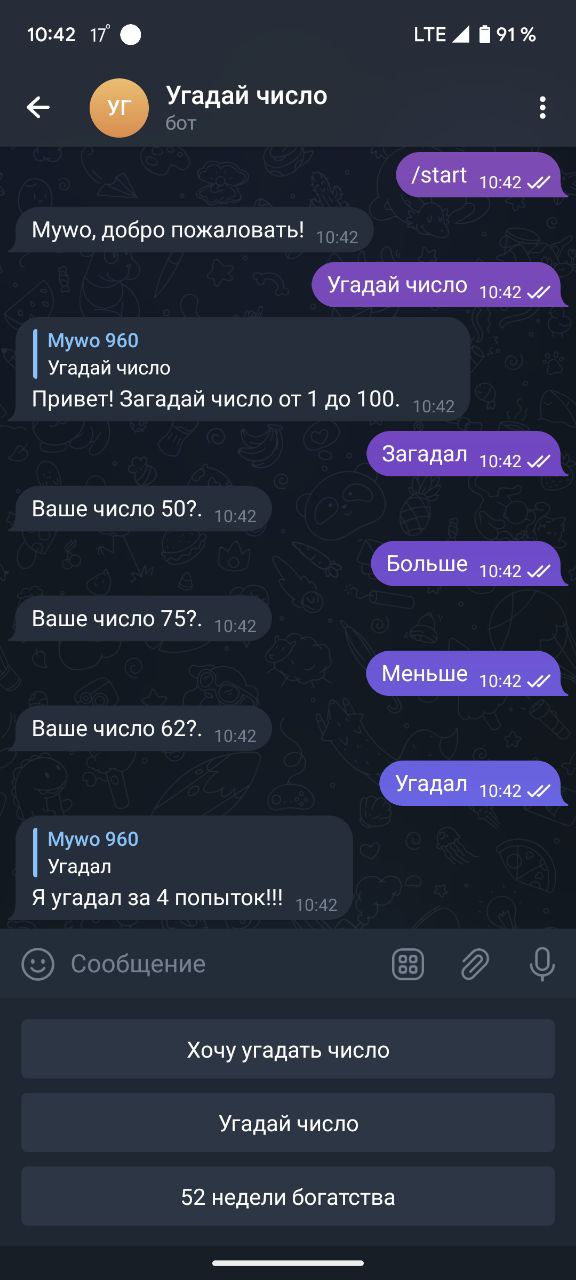 10:42 17° LTE 91 %
УГ Угадай число
бот
/start 10:42
Mywo, добро пожаловать! 10:42
Угадай число 10:42
Mywo 960
Угадай число
Привет! Загадай число от 1 до 100. 10:42
Загадал 10:42
Ваше число 50?. 10:42
Больше 10:42
Ваше число 75?. 10:42
Меньше 10:42
Ваше число 62?. 10:42
Угадал 10:42
Mywo 960
Угадал
Я угадал за 4 попыток!!! 10:42
Сообщение
Хочу угадать число
Угадай число
52 недели богатства